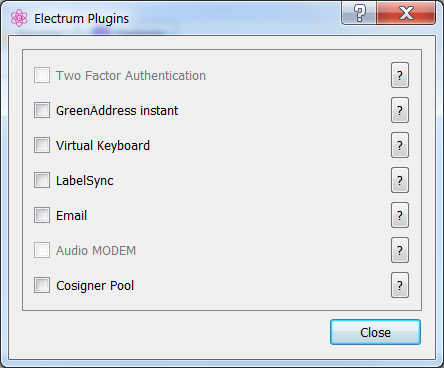 Electrum Plugins
?
Two Factor Authentication ?
GreenAddress instant ?
Virtual Keyboard ?
LabelSync ?
Email ?
Audio MODEM ?
Cosigner Pool ?
Close